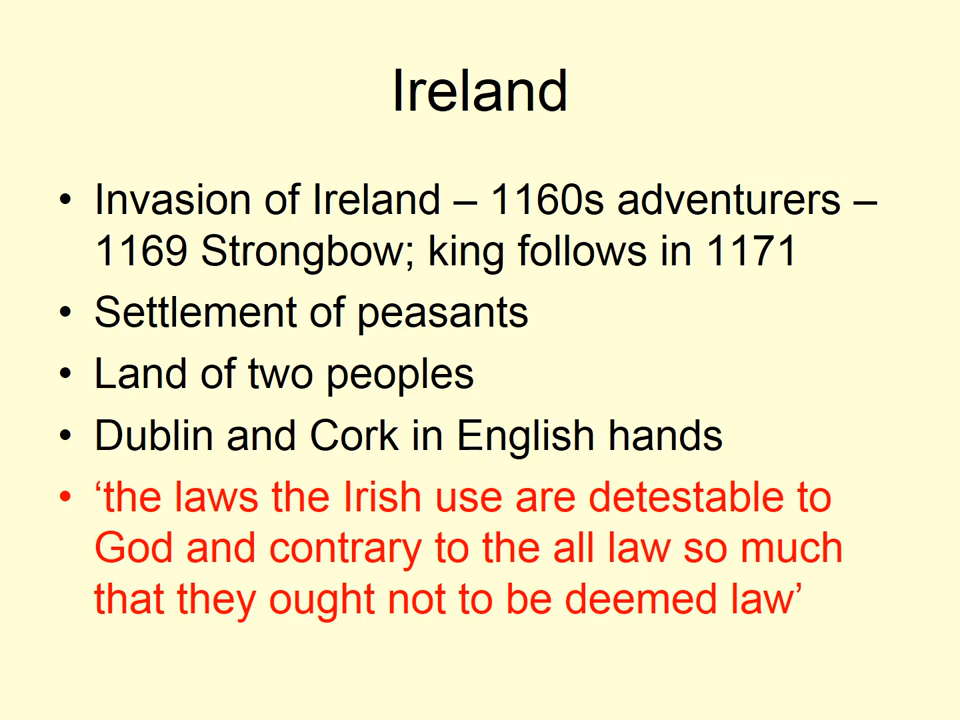 Ireland
• Invasion of Ireland – 1160s adventurers –
1169 Strongbow; king follows in 1171
• Settlement of peasants
• Land of two peoples
• Dublin and Cork in English hands
• ‘the laws the Irish use are detestable to
God and contrary to the all law so much
that they ought not to be deemed law’